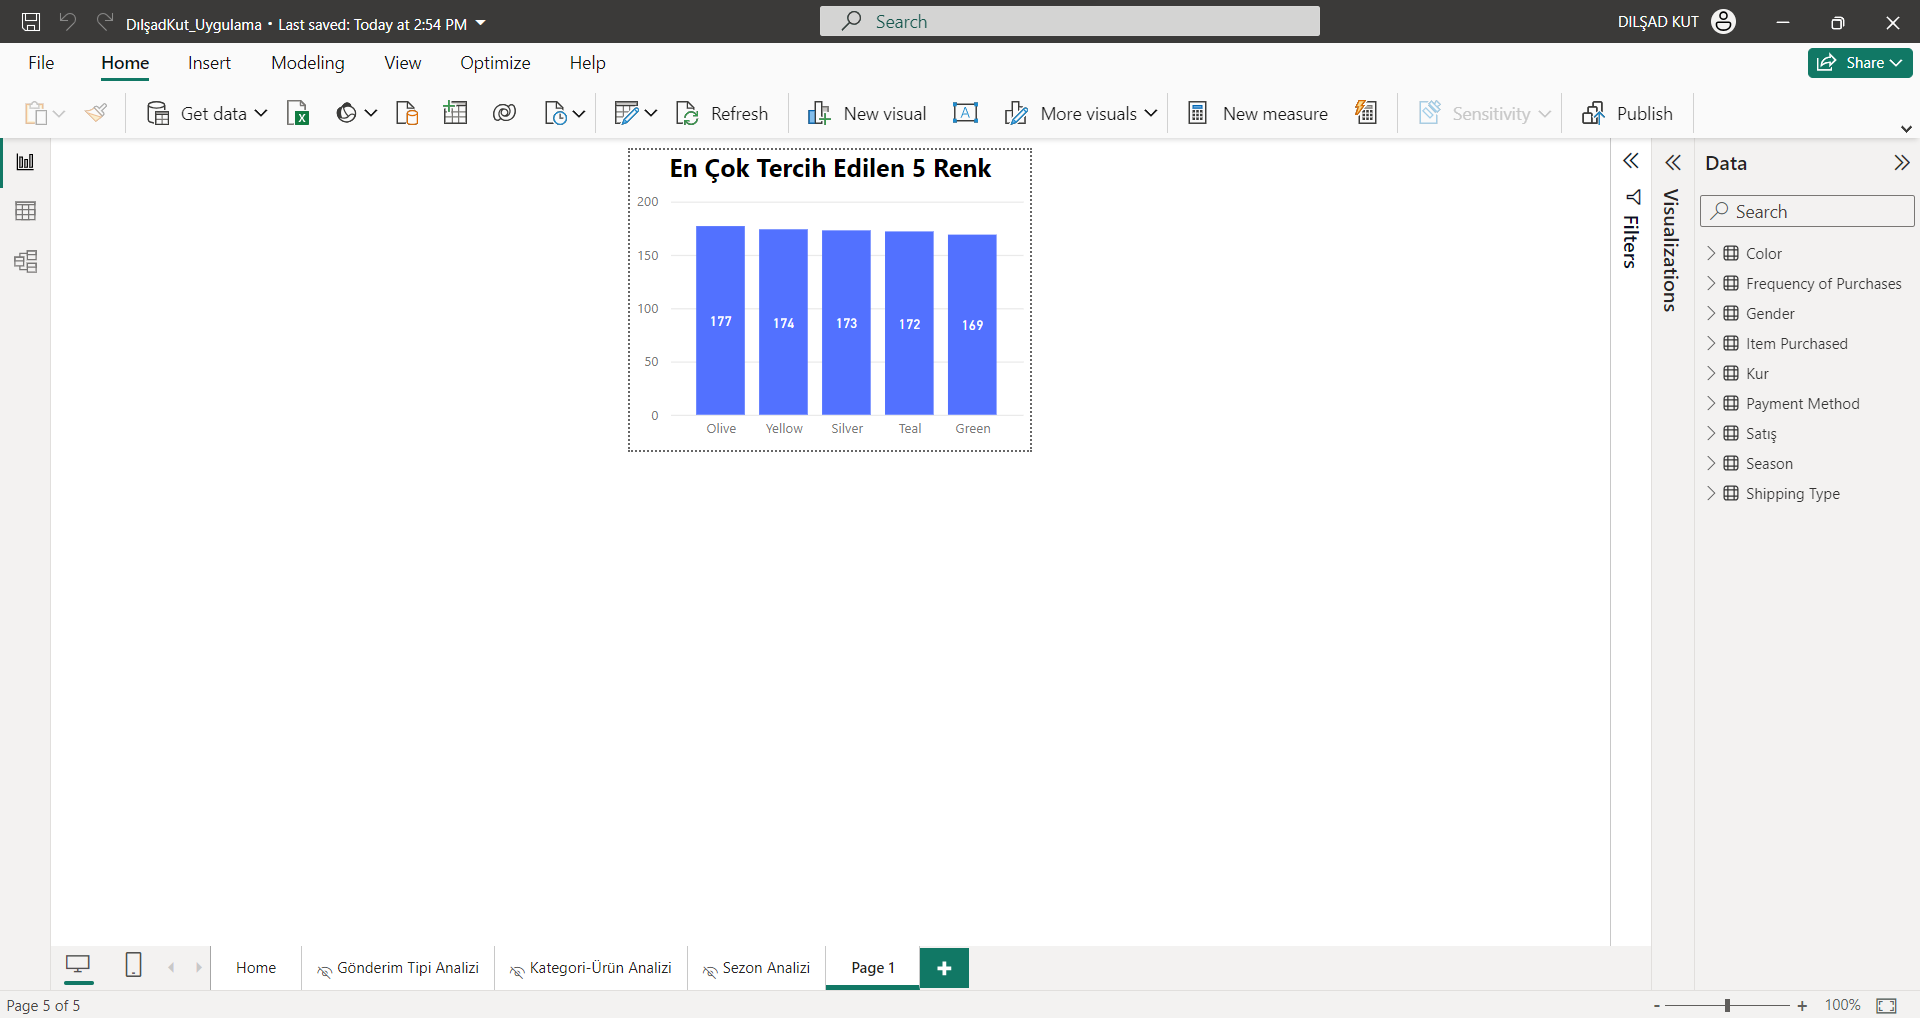 DılşadKut_Uygulama • Last saved: Today at 2:54 PM
Search
DILŞAD KUT
File Home Insert Modeling View Optimize Help
Share
Get data
Refresh
New visual
A
More visuals
New measure
Sensitivity
Publish
En Çok Tercih Edilen 5 Renk
200
150
100
50
0
177 174 173 172 169
Olive Yellow Silver Teal Green
Filters
Visualizations
Data
Search
Color
Frequency of Purchases
Gender
Item Purchased
Kur
Payment Method
Satış
Season
Shipping Type
Home Gönderim Tipi Analizi Kategori-Ürün Analizi Sezon Analizi Page 1 +
Page 5 of 5
- + 100%